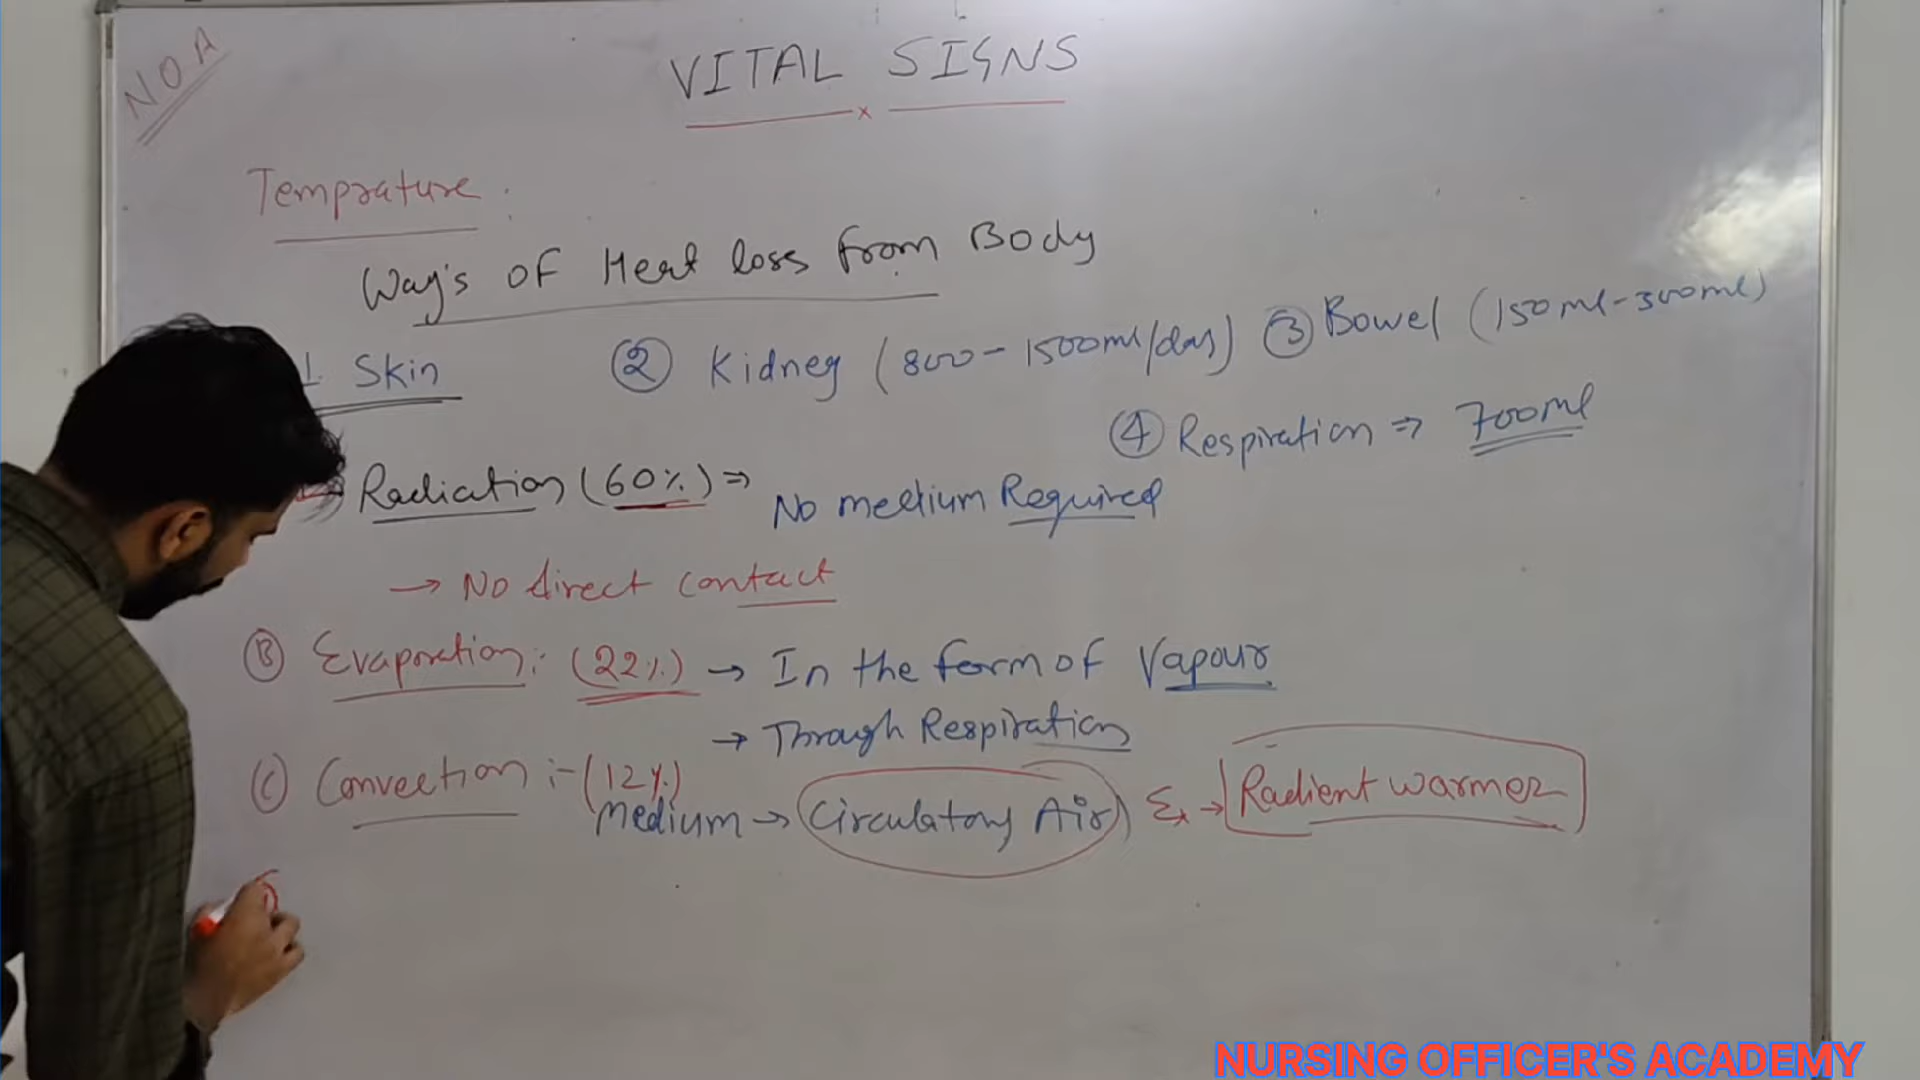 NOA
VITAL SIGNS
x
Temprature :
Way's OF Heat loss From Body
1. Skin
② Kidney (800-1500ml/day)
③ Bowel (150ml-300ml)
④ Respiration ⇒ 700ml
Radiation (60%) ⇒ No medium Required
→ No direct contact
Ⓑ Evaporation :- (22%) → In the form of Vapour
→ Through Respiration
Ⓒ Convection :- (12%)
Medium → Circulatory Air Ex → Radient warmer
NURSING OFFICER'S ACADEMY